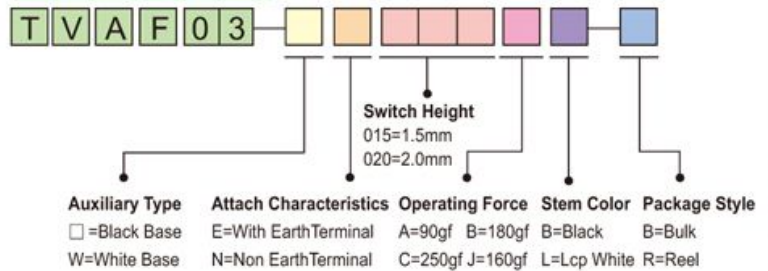 TVAF03
Switch Height
015=1.5mm
020=2.0mm
Auxiliary Type Attach Characteristics Operating Force Stem Color Package Style
□=Black Base E=With EarthTerminal A=90gf B=180gf B=Black B=Bulk
W=White Base N=Non EarthTerminal C=250gf J=160gf L=Lcp White R=Reel